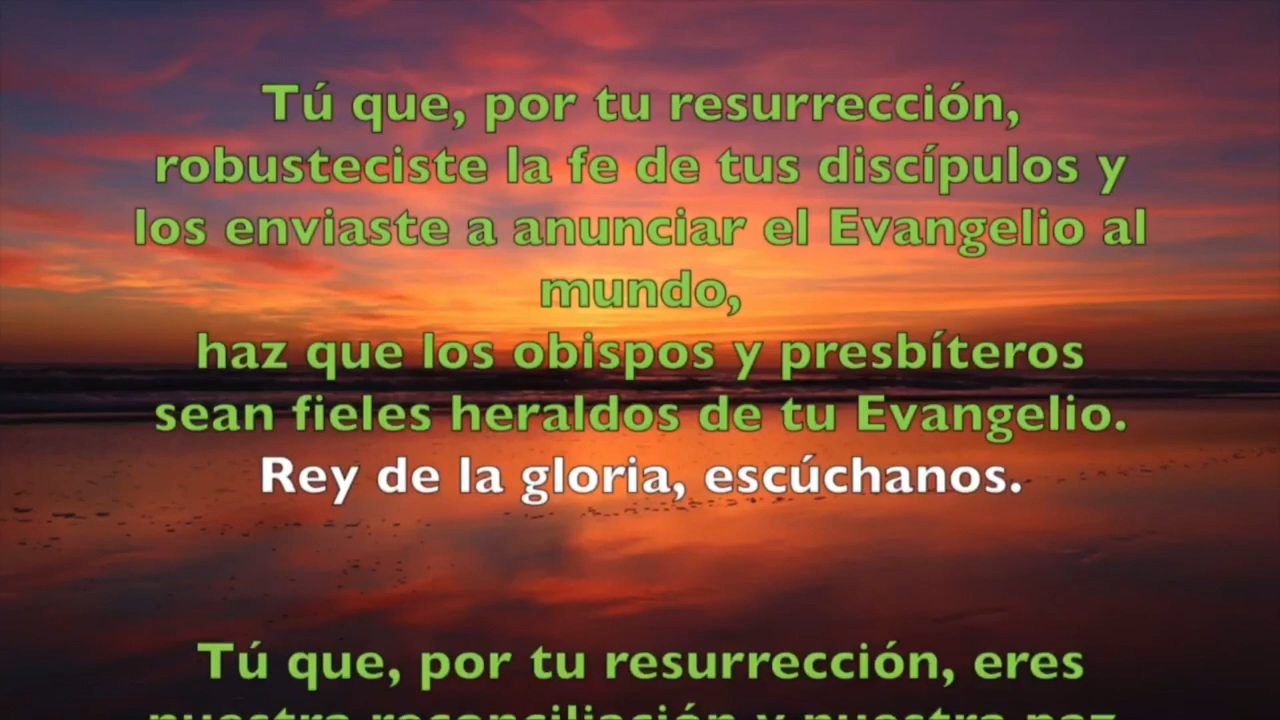 Tú que, por tu resurrección,
robusteciste la fe de tus discípulos y
los enviaste a anunciar el Evangelio al
mundo,
haz que los obispos y presbíteros
sean fieles heraldos de tu Evangelio.
Rey de la gloria, escúchanos.
Tú que, por tu resurrección, eres
nuestra reconciliación y nuestra paz,